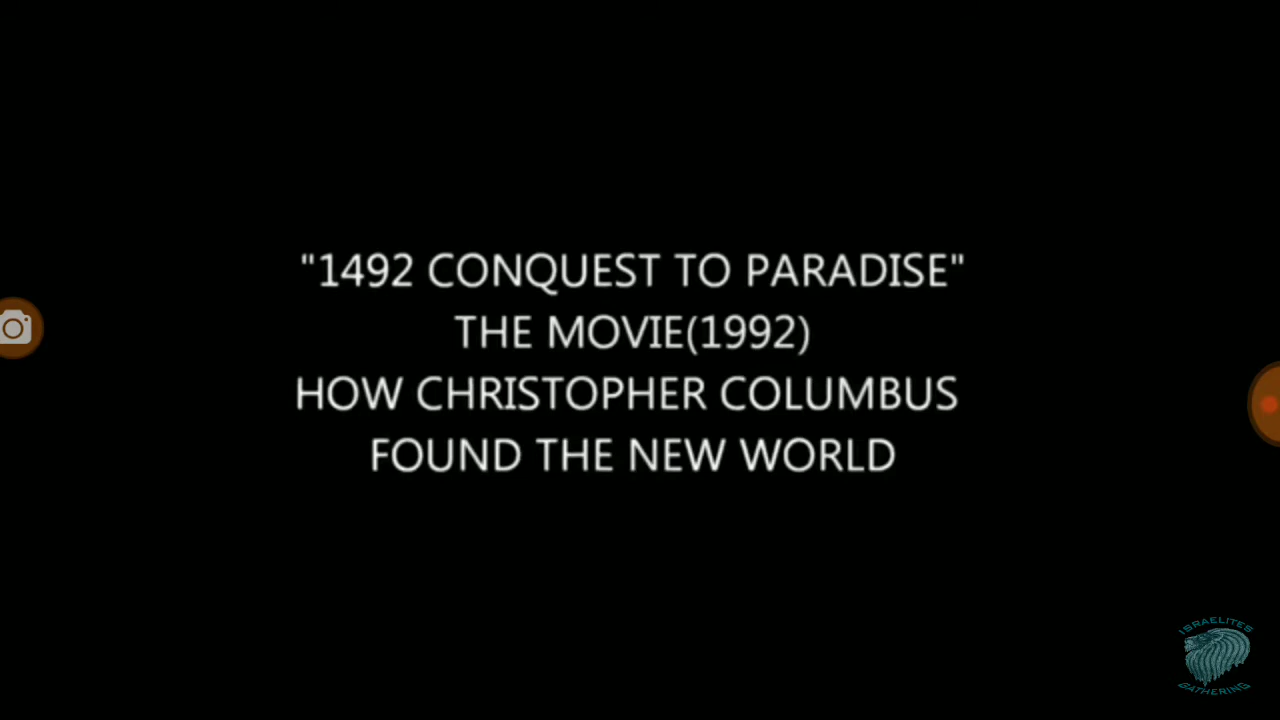 "1492 CONQUEST TO PARADISE"
THE MOVIE(1992)
HOW CHRISTOPHER COLUMBUS
FOUND THE NEW WORLD
ISRAELITES
GATHERING